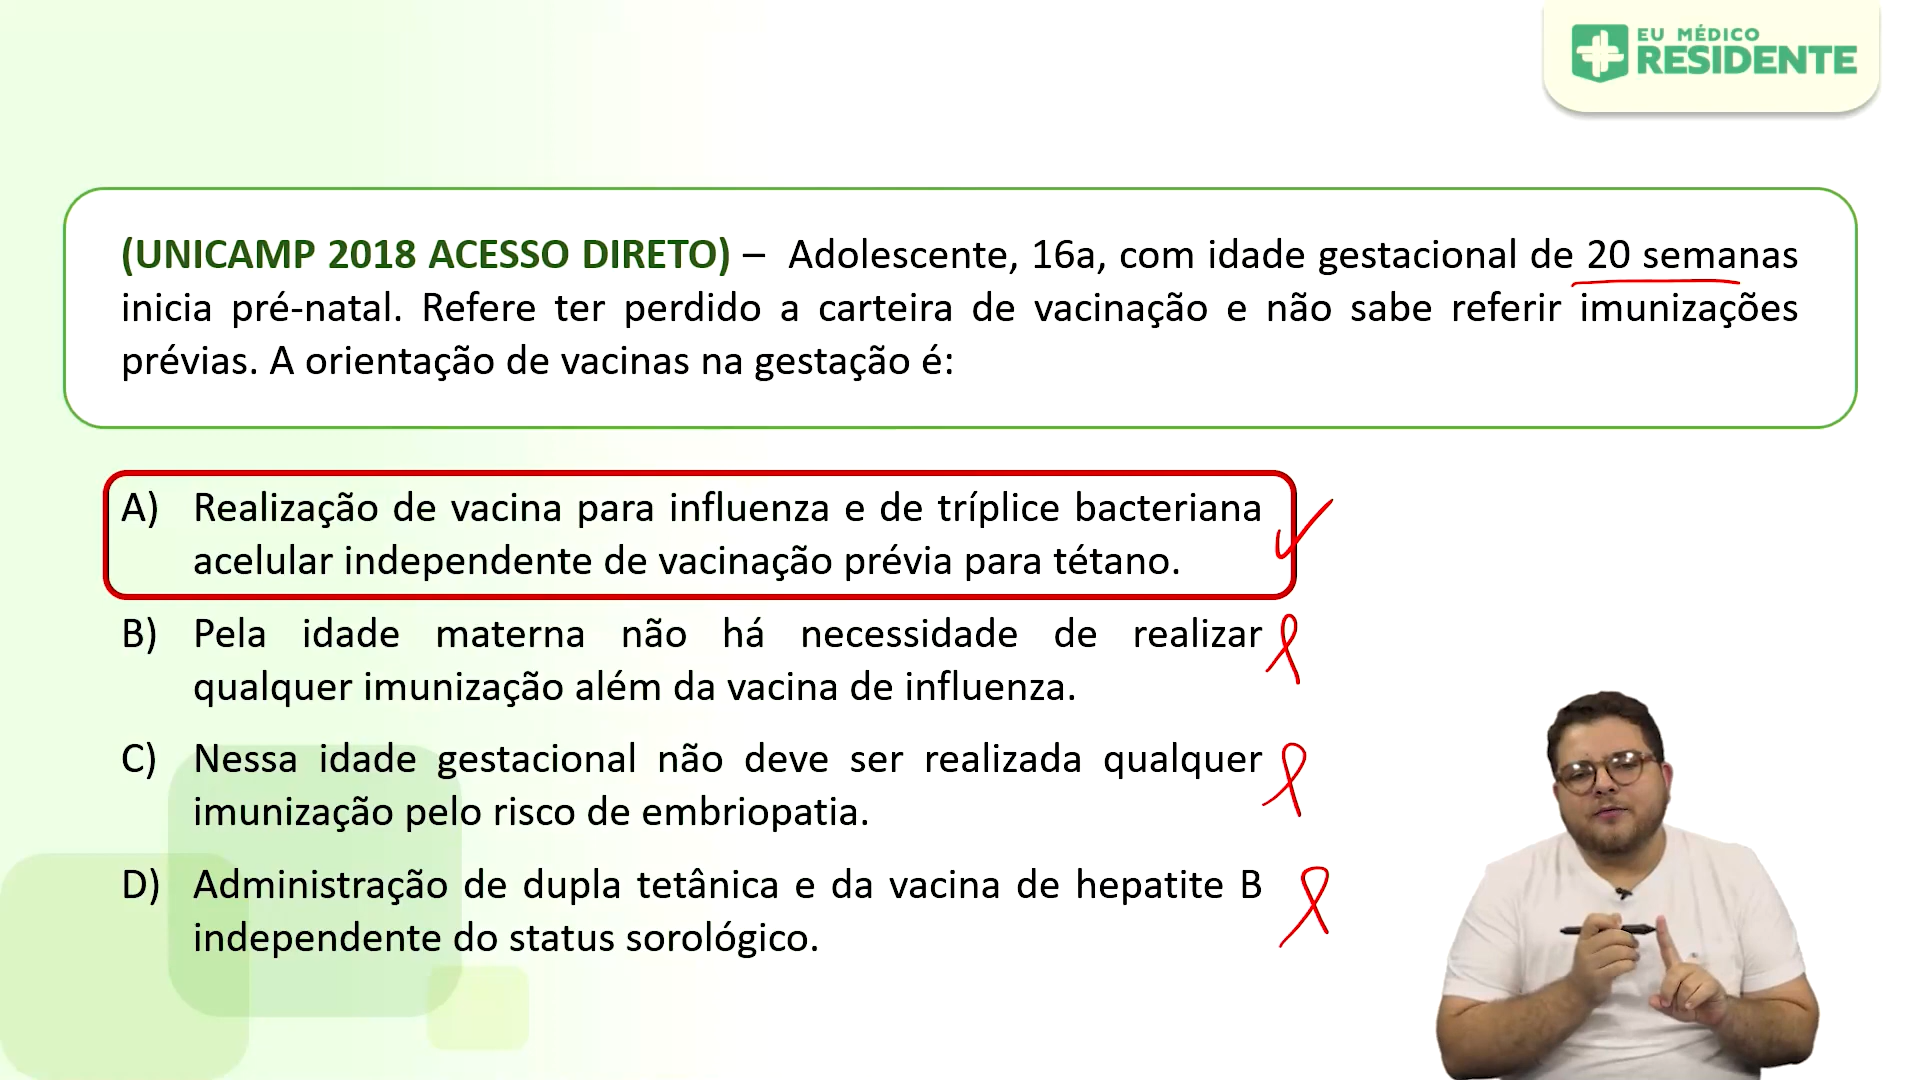 EU MÉDICO
RESIDENTE
(UNICAMP 2018 ACESSO DIRETO) – Adolescente, 16a, com idade gestacional de 20 semanas
inicia pré-natal. Refere ter perdido a carteira de vacinação e não sabe referir imunizações
prévias. A orientação de vacinas na gestação é:
A) Realização de vacina para influenza e de tríplice bacteriana
acelular independente de vacinação prévia para tétano.
B) Pela idade materna não há necessidade de realizar
qualquer imunização além da vacina de influenza.
C) Nessa idade gestacional não deve ser realizada qualquer
imunização pelo risco de embriopatia.
D) Administração de dupla tetânica e da vacina de hepatite B
independente do status sorológico.